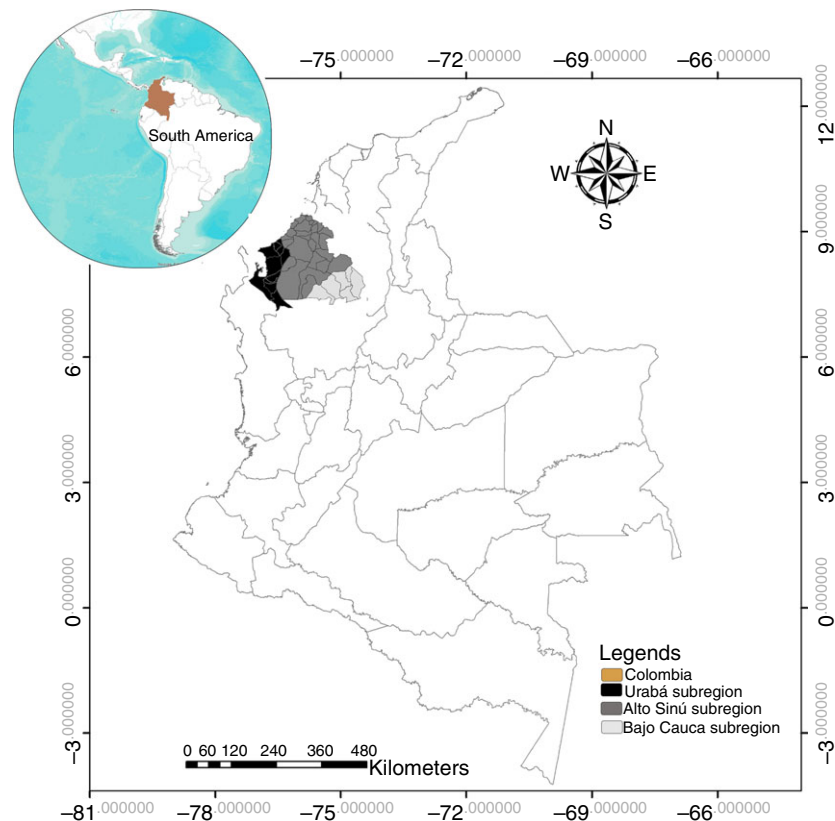 −75.000000 −72.000000 −69.000000 −66.000000
South America
N
W E
S
12.000000
9.000000
6.000000 6.000000
3.000000 3.000000
0.000000 0.000000
−3.000000 −3.000000
Legends
Colombia
Urabá subregion
Alto Sinú subregion
Bajo Cauca subregion
0 60 120 240 360 480
Kilometers
−81.000000 −78.000000 −75.000000 −72.000000 −69.000000 −66.000000